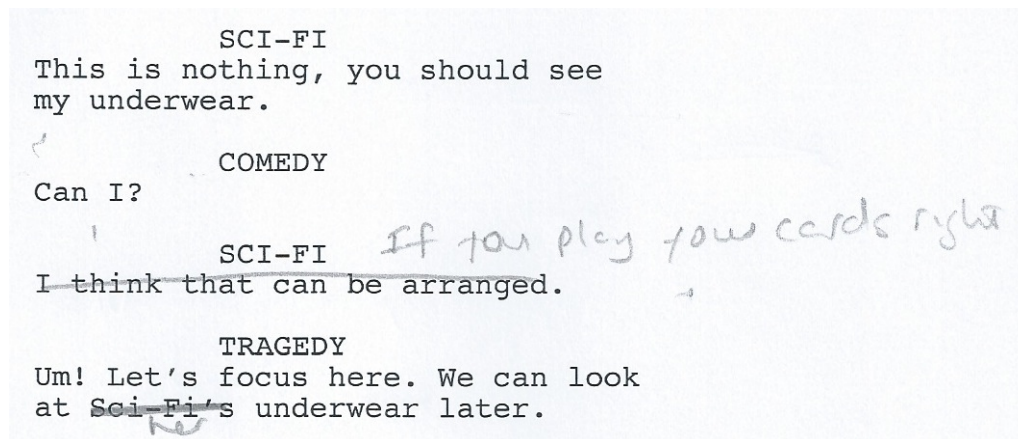 SCI-FI
This is nothing, you should see
my underwear.
COMEDY
Can I?
SCI-FI
If you play your cards right
I think that can be arranged.
TRAGEDY
Um! Let's focus here. We can look
at Sci-Fi's underwear later.
her